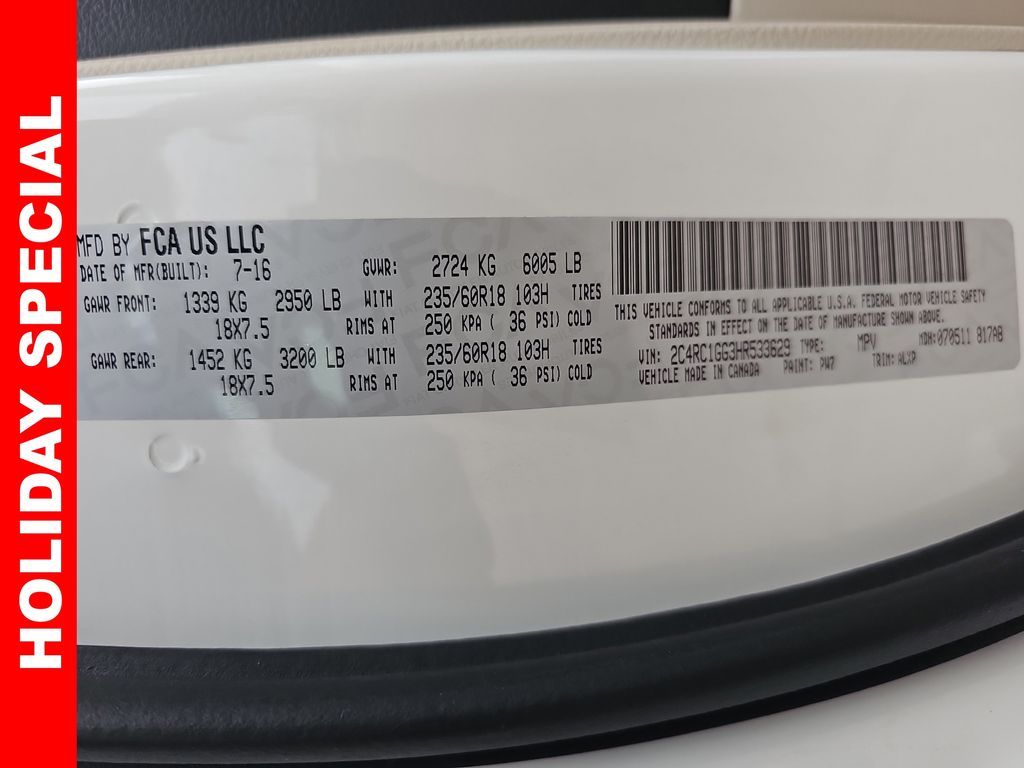 HOLIDAY SPECIAL
MFD BY FCA US LLC
DATE OF MFR(BUILT): 7-16 GVWR: 2724 KG 6005 LB
GAWR FRONT: 1339 KG 2950 LB WITH 235/60R18 103H TIRES
18X7.5 RIMS AT 250 KPA ( 36 PSI) COLD
GAWR REAR: 1452 KG 3200 LB WITH 235/60R18 103H TIRES
18X7.5 RIMS AT 250 KPA ( 36 PSI) COLD
THIS VEHICLE CONFORMS TO ALL APPLICABLE U.S.A. FEDERAL MOTOR VEHICLE SAFETY
STANDARDS IN EFFECT ON THE DATE OF MANUFACTURE SHOWN ABOVE.
VIN: 2C4RC1GG3HR533629 TYPE: MPV MDH: 070511 817AB
VEHICLE MADE IN CANADA PAINT: PW7 TRIM: ALXP